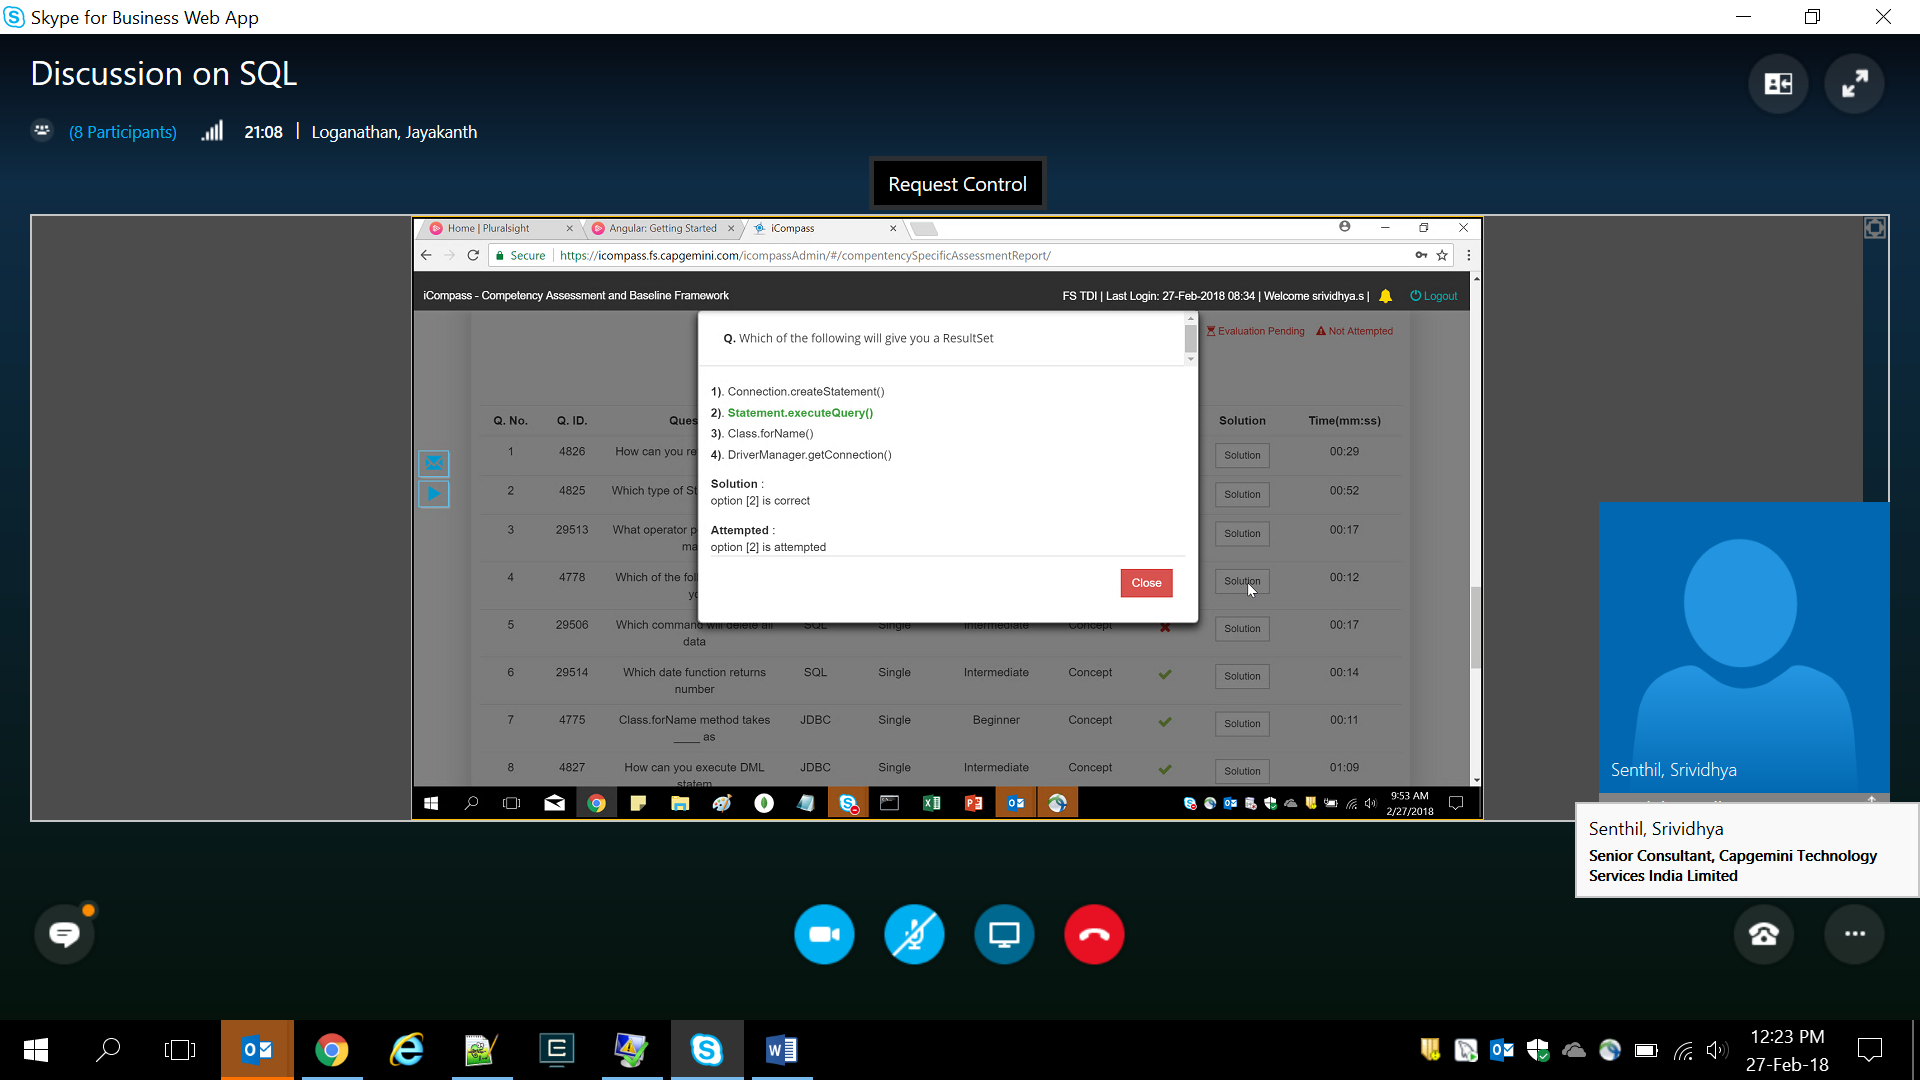 Skype for Business Web App
Discussion on SQL
(8 Participants) 21:08 | Loganathan, Jayakanth
Request Control
Home | Pluralsight
Angular: Getting Started
iCompass
Secure https://icompass.fs.capgemini.com/icompassAdmin/#/compentencySpecificAssessmentReport/
iCompass - Competency Assessment and Baseline Framework
FS TDI | Last Login: 27-Feb-2018 08:34 | Welcome srividhya.s | Logout
Evaluation Pending Not Attempted
Q. Which of the following will give you a ResultSet
1). Connection.createStatement()
2). Statement.executeQuery()
3). Class.forName()
4). DriverManager.getConnection()
Solution :
option [2] is correct
Attempted :
option [2] is attempted
Close
Q. No. Q. ID. Ques Solution Time(mm:ss)
1 4826 How can you re Solution 00:29
2 4825 Which type of St Solution 00:52
3 29513 What operator p Solution 00:17
ma
4 4778 Which of the fol Solution 00:12
yo
5 29506 Which command will delete all SQL Single Intermediate Concept Solution 00:17
data
6 29514 Which date function returns SQL Single Intermediate Concept Solution 00:14
number
7 4775 Class.forName method takes JDBC Single Beginner Concept Solution 00:11
____ as
8 4827 How can you execute DML JDBC Single Intermediate Concept Solution 01:09
statem
9:53 AM
2/27/2018
Senthil, Srividhya
Senthil, Srividhya
Senior Consultant, Capgemini Technology
Services India Limited
12:23 PM
27-Feb-18